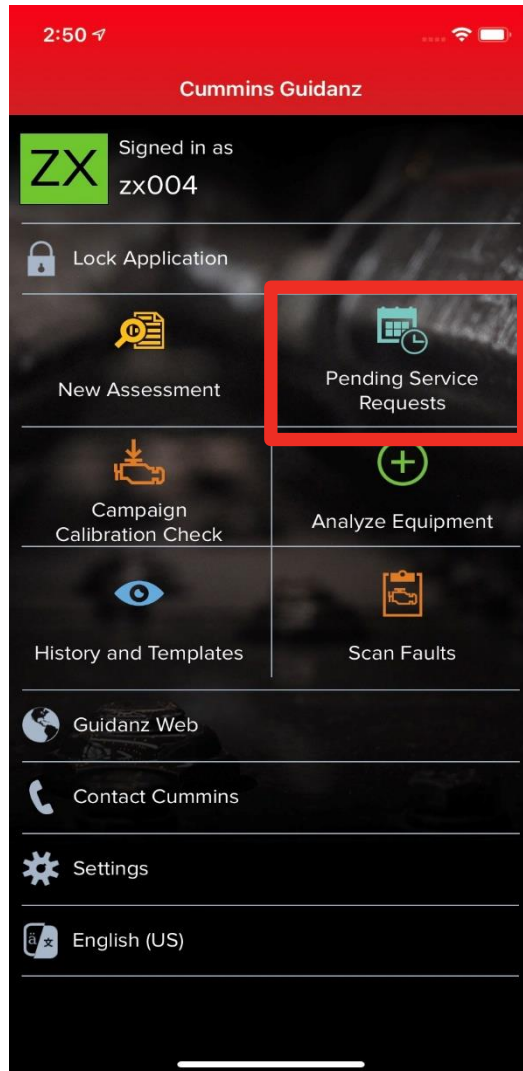 2:50
Cummins Guidanz
ZX
Signed in as
zx004
Lock Application
New Assessment
Pending Service
Requests
Campaign
Calibration Check
Analyze Equipment
History and Templates
Scan Faults
Guidanz Web
Contact Cummins
Settings
ä 文
English (US)